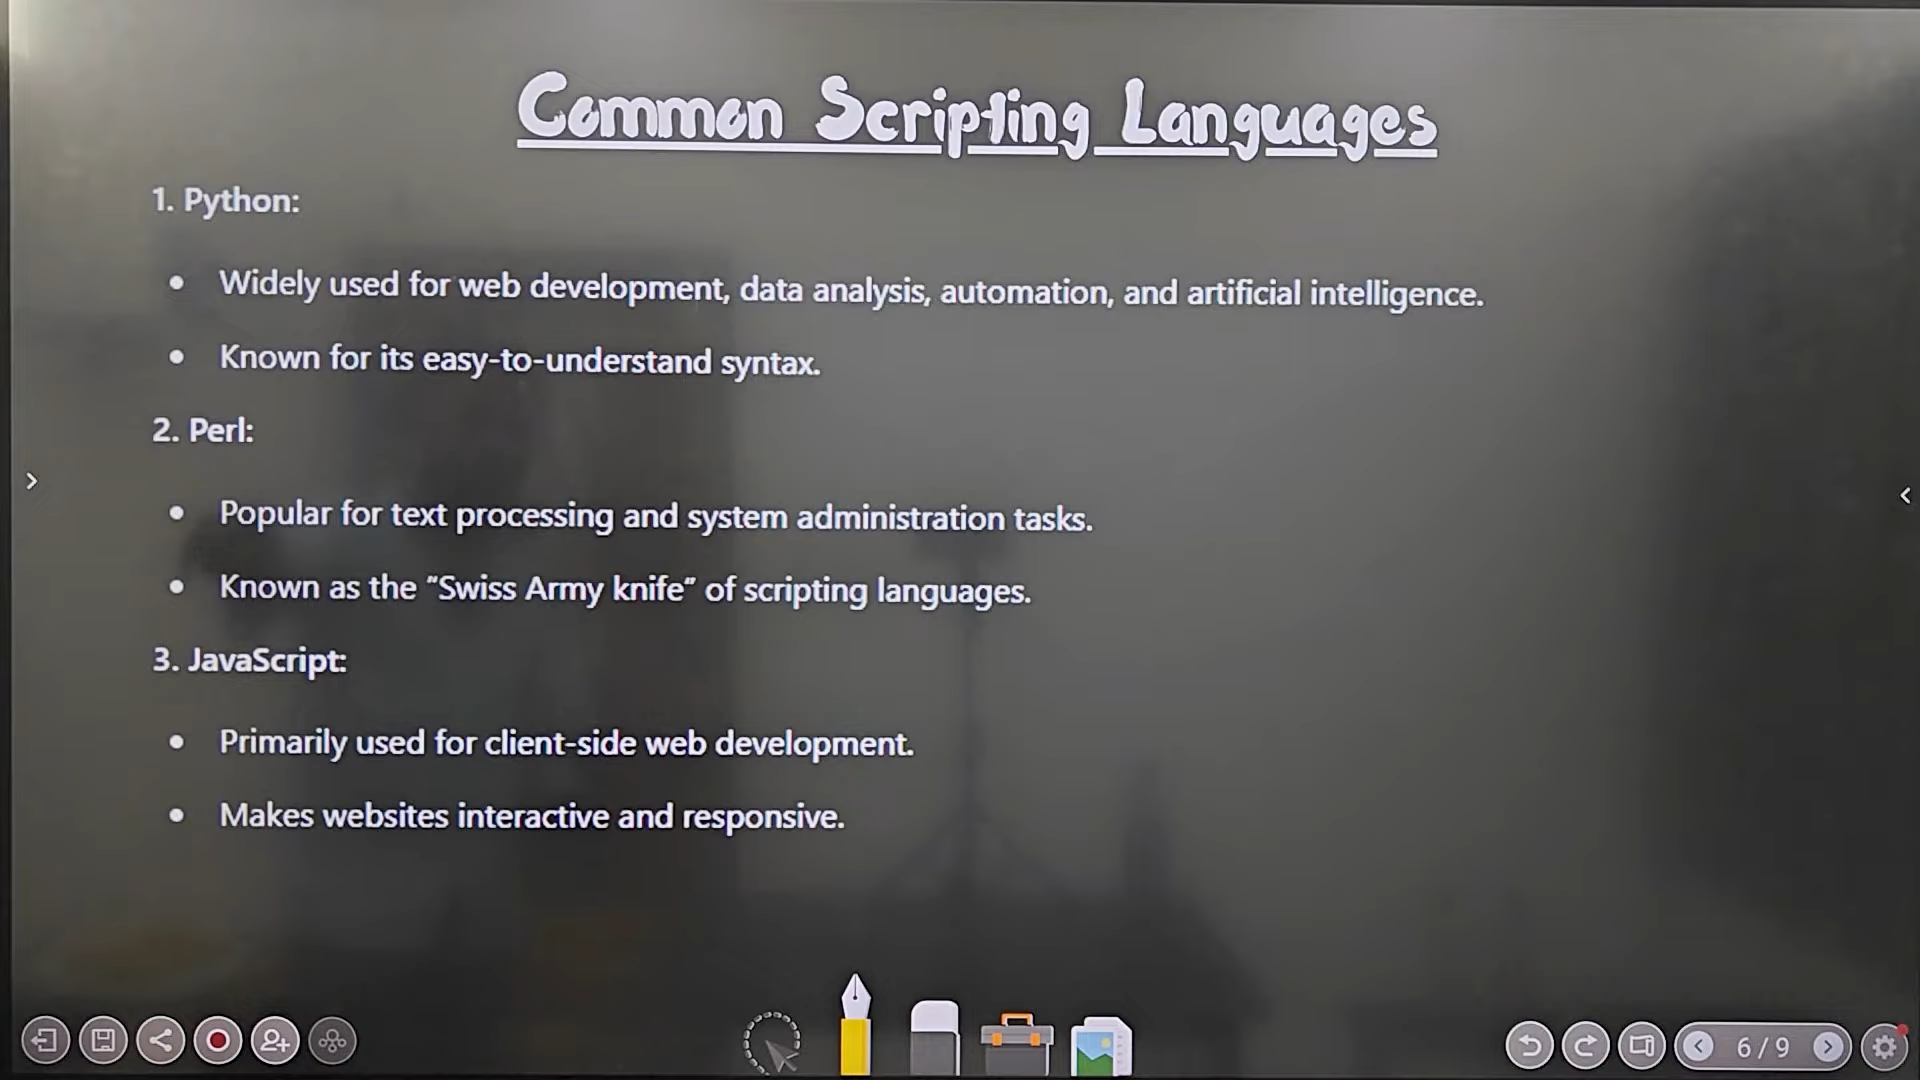 Common Scripting Languages
1. Python:
• Widely used for web development, data analysis, automation, and artificial intelligence.
• Known for its easy-to-understand syntax.
2. Perl:
• Popular for text processing and system administration tasks.
• Known as the “Swiss Army knife” of scripting languages.
3. JavaScript:
• Primarily used for client-side web development.
• Makes websites interactive and responsive.
6 / 9